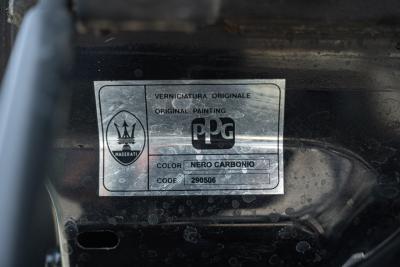 VERNICIATURA ORIGINALE
ORIGINAL PAINTING
PPG
MASERATI
COLOR NERO CARBONIO
CODE 290506